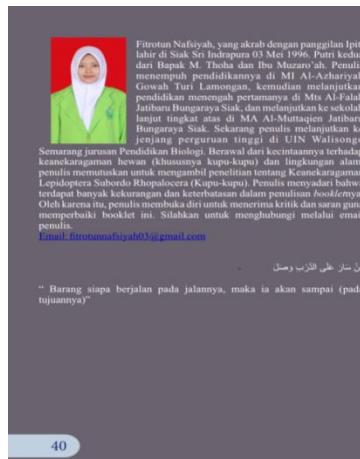 Fitrotun Nafsiyah, yang akrab dengan panggilan Ipit
lahir di Siak Sri Indrapura 03 Mei 1996. Putri kedu
dari Bapak M. Thoha dan Ibu Muzaro'ah. Penuli
menempuh pendidikannya di MI Al-Azhariyal
Gowah Turi Lamongan, kemudian melanjutka
pendidikan menengah pertamanya di Mts Al-Falal
Jatibaru Bungaraya Siak, dan melanjutkan ke sekolal
lanjut tingkat atas di MA Al-Muttaqien Jatibar
Bungaraya Siak. Sekarang penulis melanjutkan k
jenjang perguruan tinggi di UIN Walisong
Semarang jurusan Pendidikan Biologi. Berawal dari kecintaannya terhada
keanekaragaman hewan (khususnya kupu-kupu) dan lingkungan alam
penulis memutuskan untuk mengambil penelitian tentang Keanekaragama
Lepidoptera Subordo Rhopalocera (Kupu-kupu). Penulis menyadari bahw
terdapat banyak kekurangan dan keterbatasan dalam penulisan bookletnya
Oleh karena itu, penulis membuka diri untuk menerima kritik dan saran gun
memperbaiki booklet ini. Silahkan untuk menghubungi melalui emai
penulis.
Email: fitrotunnafsiyah03@gmail.com
نْ سَارَ عَلَى الدَّرْبِ وَصَلَ
“ Barang siapa berjalan pada jalannya, maka ia akan sampai (pad
tujuannya)”
40